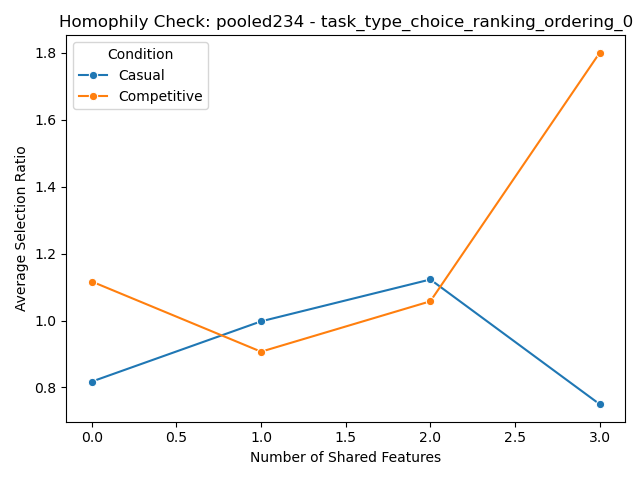 Homophily Check: pooled234 - task_type_choice_ranking_ordering_0
Condition
Casual
Competitive
Average Selection Ratio
1.8
1.6
1.4
1.2
1.0
0.8
0.0 0.5 1.0 1.5 2.0 2.5 3.0
Number of Shared Features